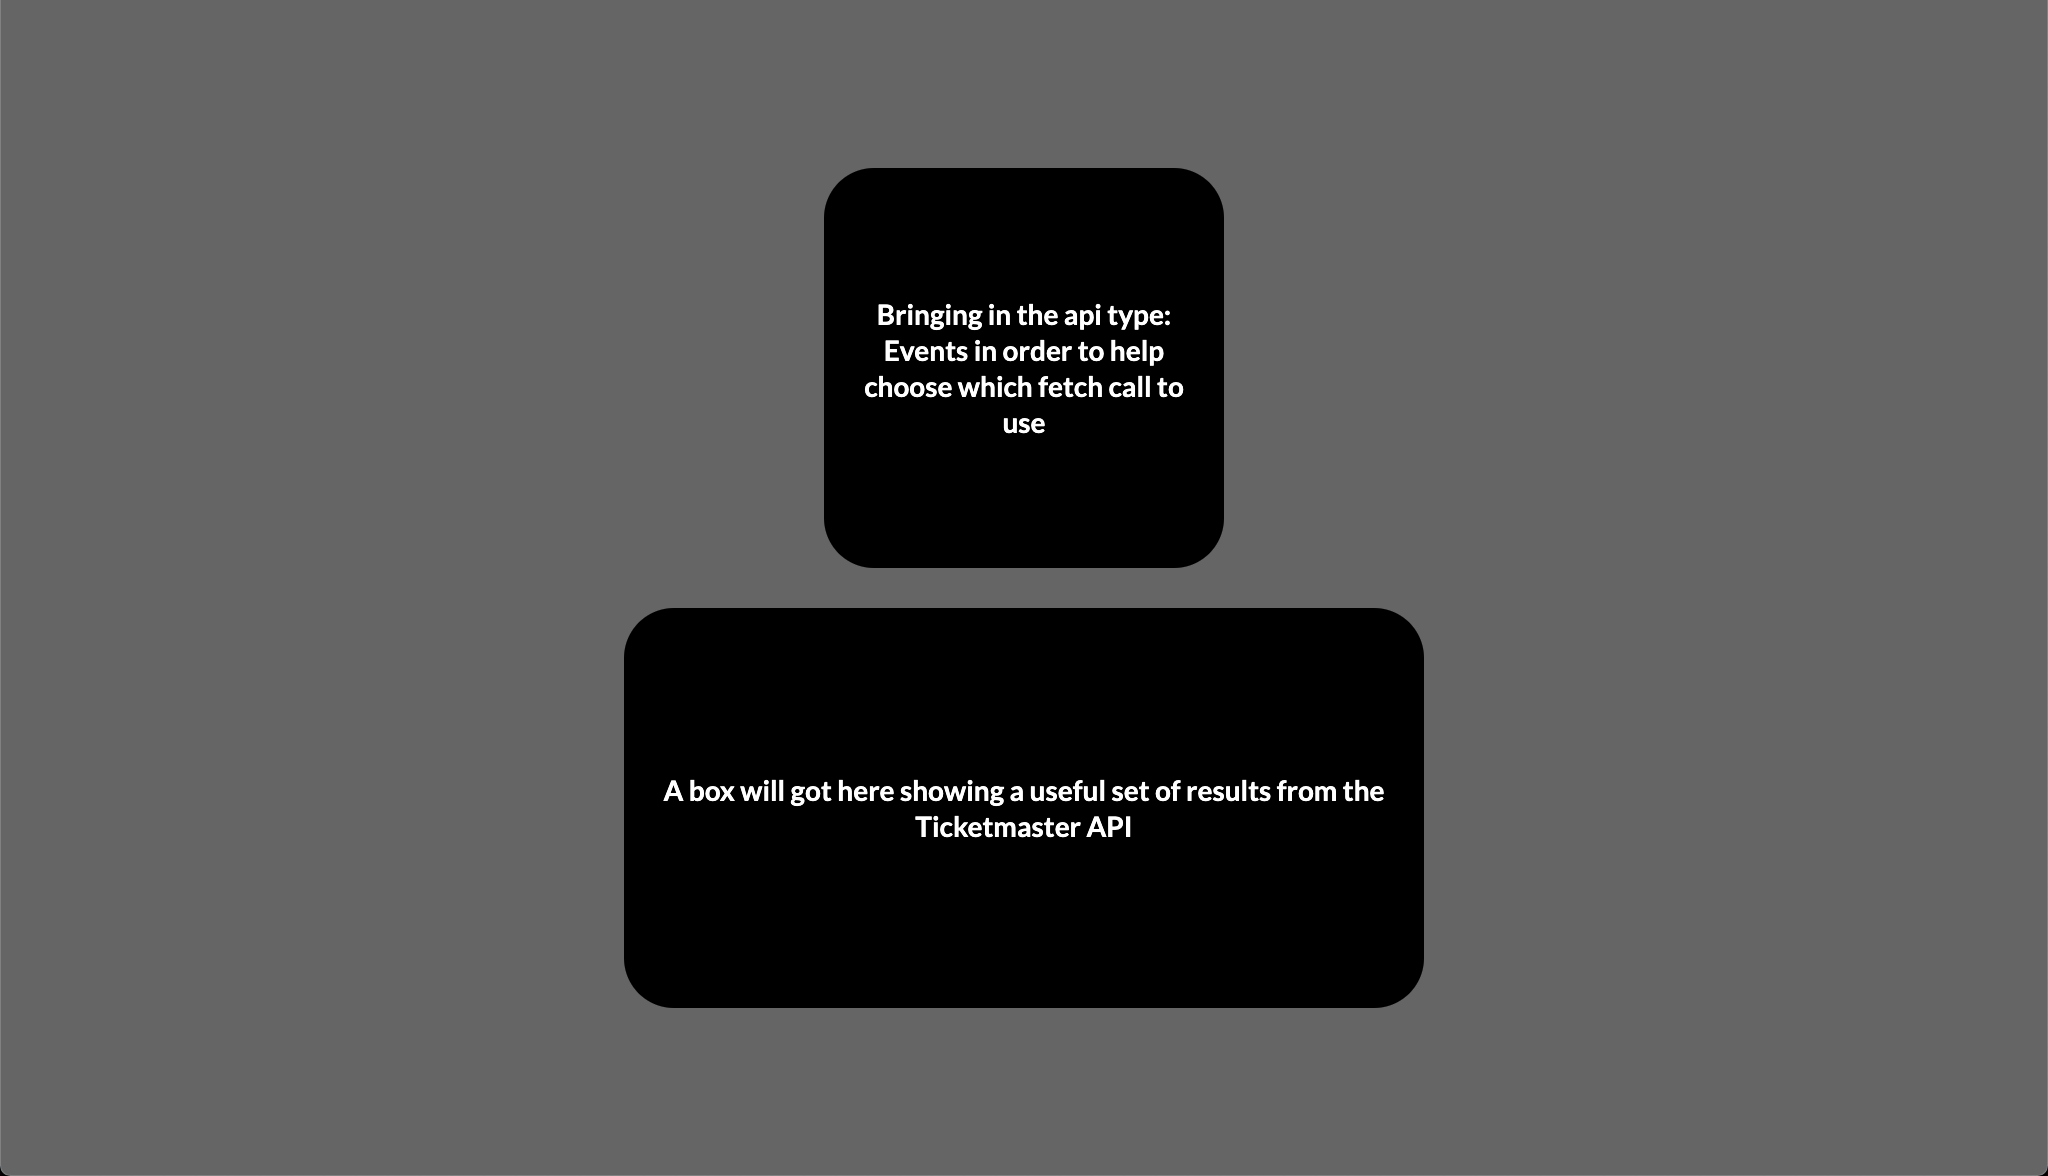 Bringing in the api type:
Events in order to help
choose which fetch call to
use
A box will got here showing a useful set of results from the
Ticketmaster API